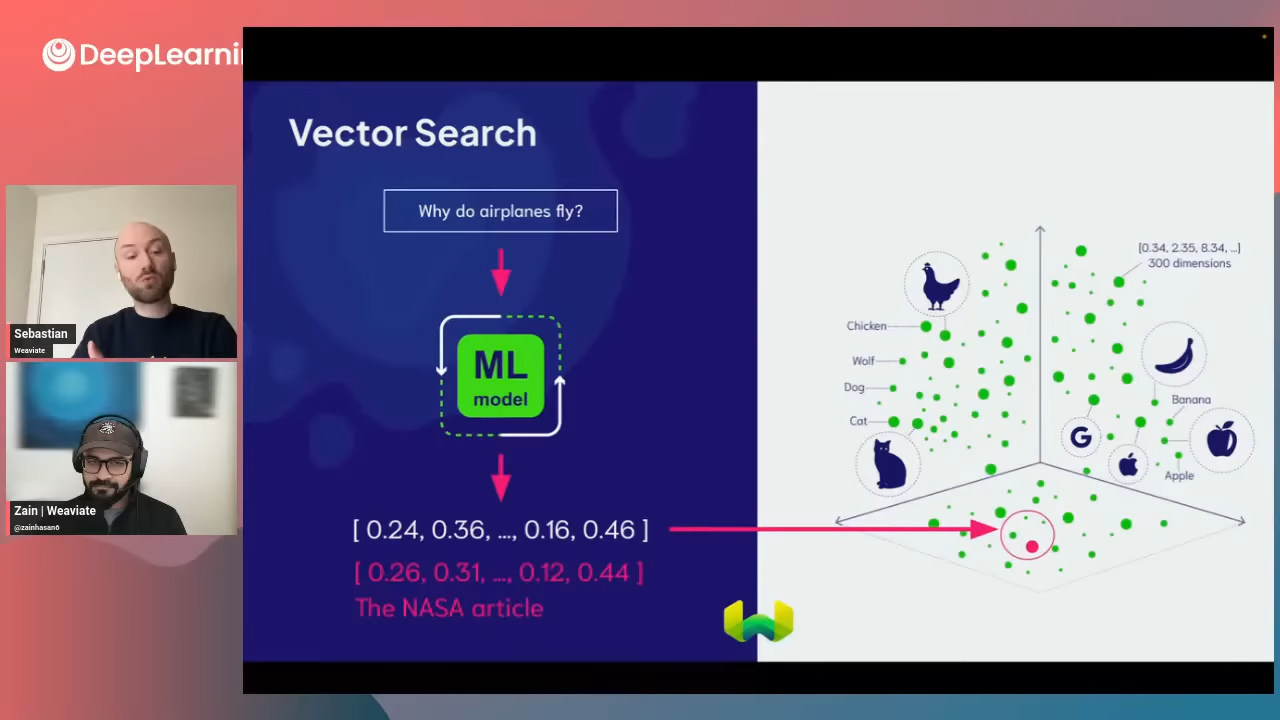 DeepLearni
Vector Search
Why do airplanes fly?
ML
model
[ 0.24, 0.36, ..., 0.16, 0.46 ]
[ 0.26, 0.31, ..., 0.12, 0.44 ]
The NASA article
[0.34, 2.35, 8.34, ...]
300 dimensions
Chicken
Wolf
Dog
Cat
Banana
Apple
G
Sebastian
Weaviate
Zain | Weaviate
@zainhasan6